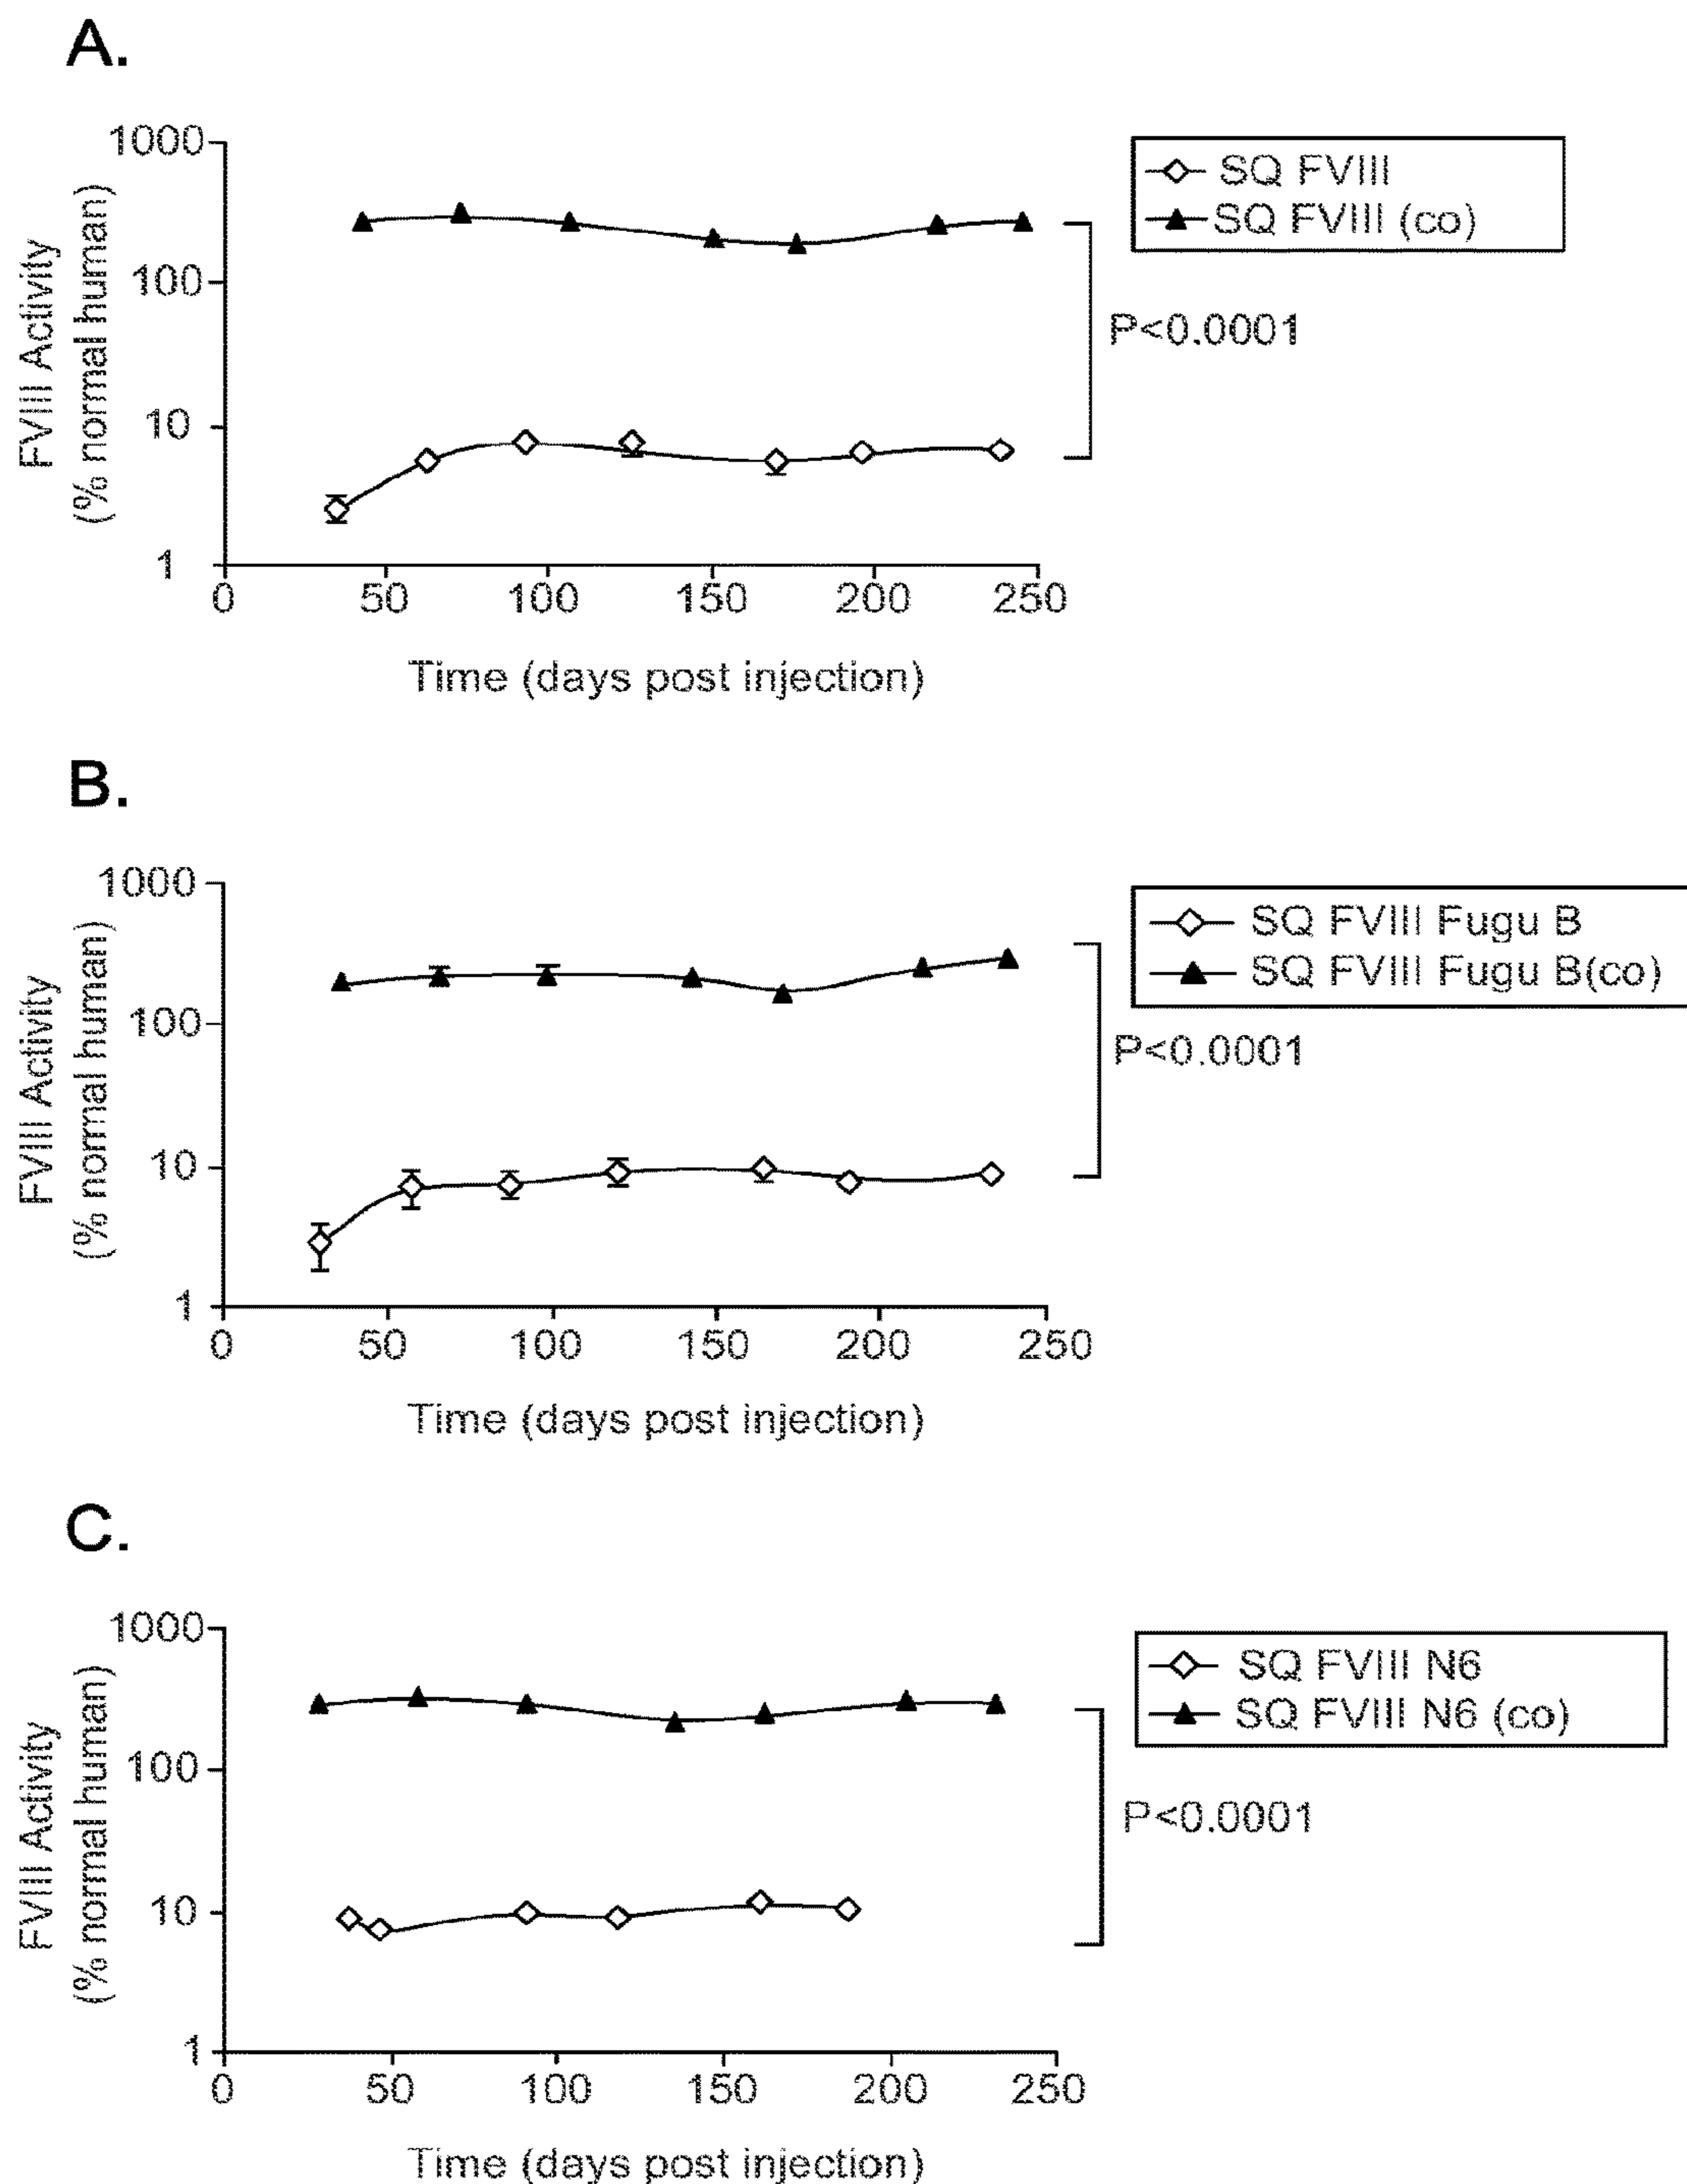 A.
1000
100
10
1
FVIII Activity
(% normal human)
0 50 100 150 200 250
Time (days post injection)
SQ FVIII
SQ FVIII (co)
P<0.0001
B.
1000
100
10
1
FVIII Activity
(% normal human)
0 50 100 150 200 250
Time (days post injection)
SQ FVIII Fugu B
SQ FVIII Fugu B(co)
P<0.0001
C.
1000
100
10
1
FVIII Activity
(% normal human)
0 50 100 150 200 250
Time (days post injection)
SQ FVIII N6
SQ FVIII N6 (co)
P<0.0001